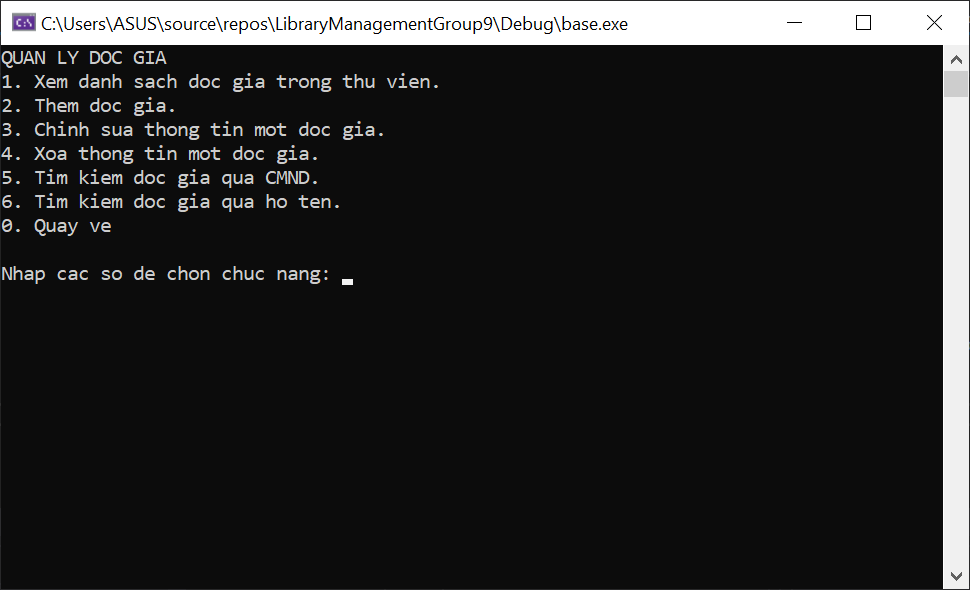 C:\Users\ASUS\source\repos\LibraryManagementGroup9\Debug\base.exe
QUAN LY DOC GIA
1. Xem danh sach doc gia trong thu vien.
2. Them doc gia.
3. Chinh sua thong tin mot doc gia.
4. Xoa thong tin mot doc gia.
5. Tim kiem doc gia qua CMND.
6. Tim kiem doc gia qua ho ten.
0. Quay ve
Nhap cac so de chon chuc nang: